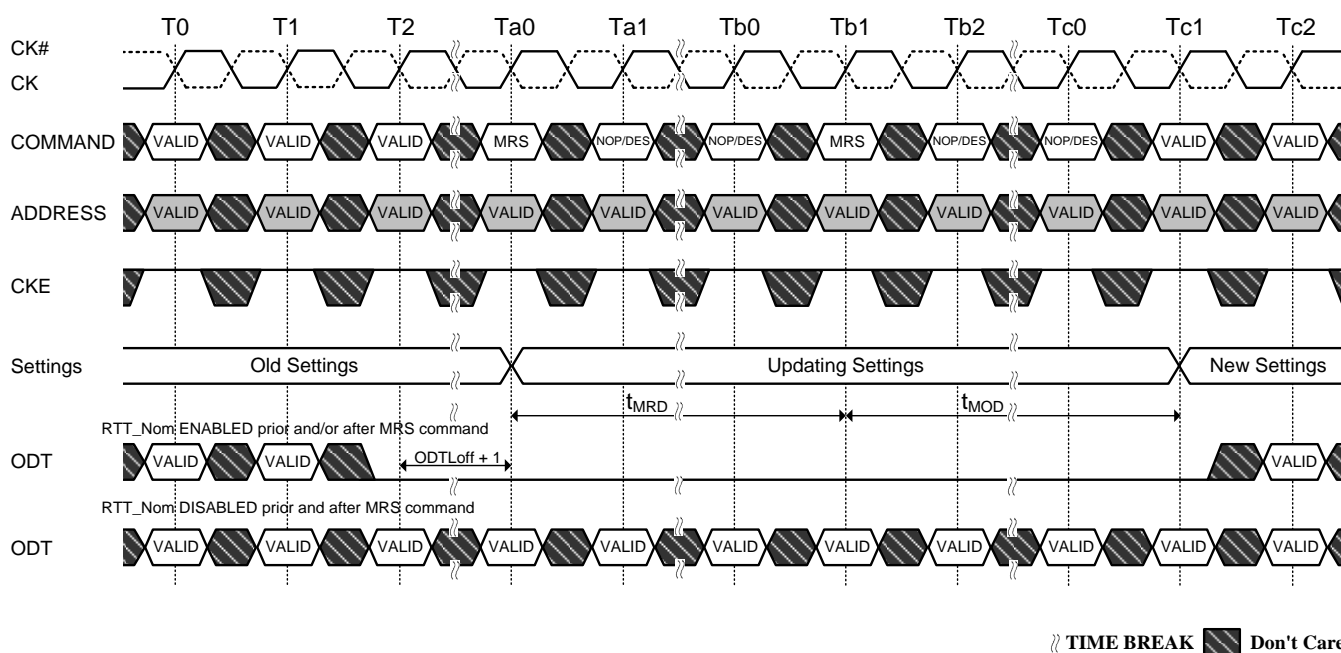 T0 T1 T2 Ta0 Ta1 Tb0 Tb1 Tb2 Tc0 Tc1 Tc2
CK#
CK
COMMAND VALID VALID VALID MRS NOP/DES NOP/DES MRS NOP/DES NOP/DES VALID VALID
ADDRESS VALID VALID VALID VALID VALID VALID VALID VALID VALID VALID VALID
CKE
Settings Old Settings Updating Settings New Settings
tMRD tMOD
RTT_Nom ENABLED prior and/or after MRS command
ODT VALID VALID ODTLoff + 1 VALID
RTT_Nom DISABLED prior and after MRS command
ODT VALID VALID VALID VALID VALID VALID VALID VALID VALID VALID VALID
TIME BREAK Don't Care